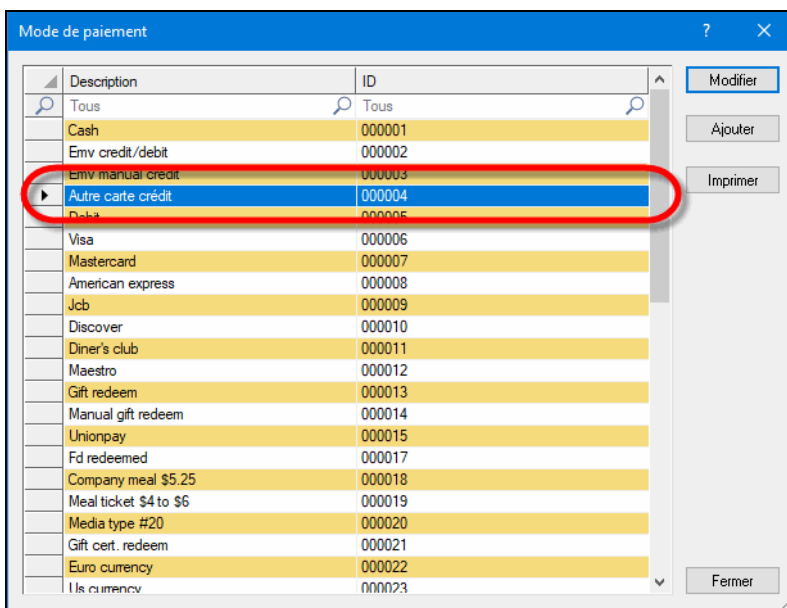 Mode de paiement ? ×
Description ID Modifier
Tous Tous
Cash 000001 Ajouter
Emv credit/debit 000002
Emv manual credit 000003 Imprimer
Autre carte crédit 000004
Debit 000005
Visa 000006
Mastercard 000007
American express 000008
Jcb 000009
Discover 000010
Diner's club 000011
Maestro 000012
Gift redeem 000013
Manual gift redeem 000014
Unionpay 000015
Fd redeemed 000017
Company meal $5.25 000018
Meal ticket $4 to $6 000019
Media type #20 000020
Gift cert. redeem 000021
Euro currency 000022 Fermer
Us currency 000023